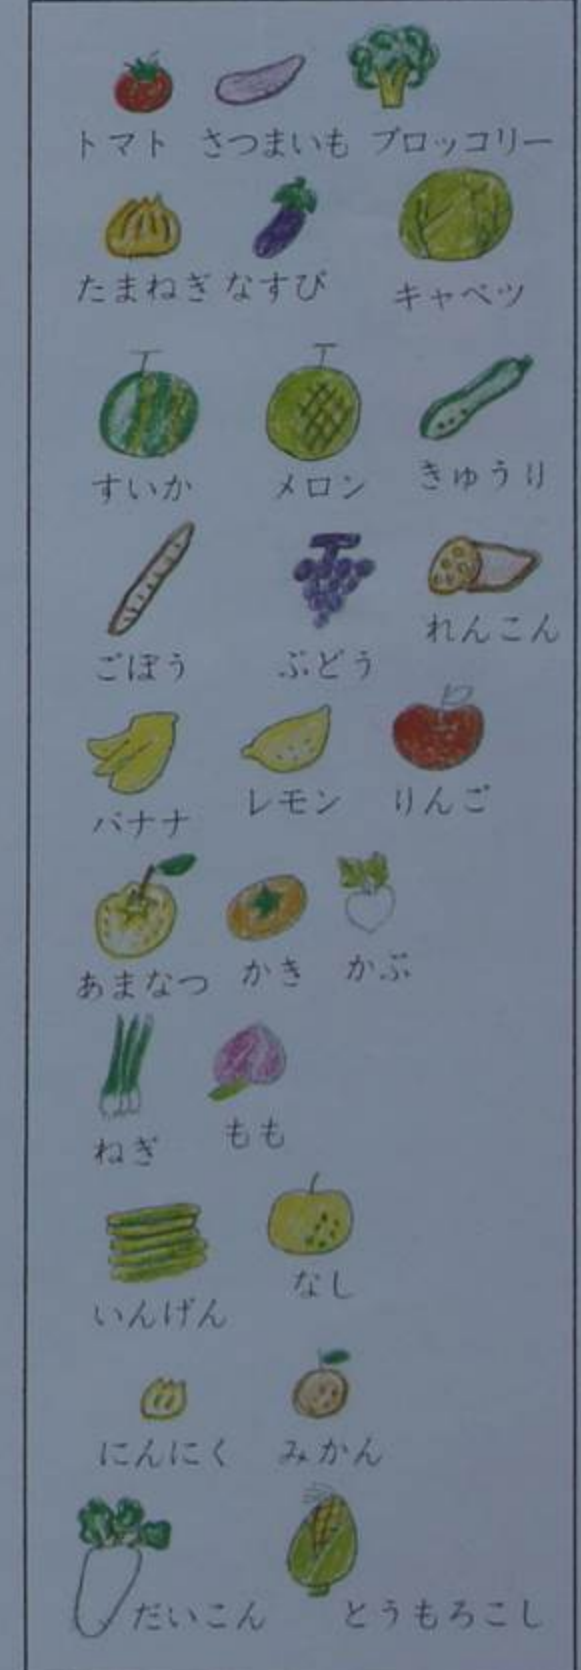 トマト さつまいも ブロッコリー
たまねぎ なすび キャベツ
すいか メロン きゅうり
ごぼう ぶどう れんこん
バナナ レモン りんご
あまなつ かき かぶ
ねぎ もも
いんげん なし
にんにく みかん
だいこん とうもろこし